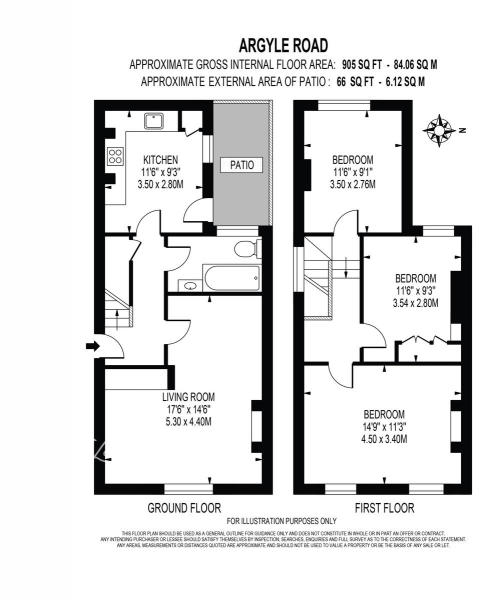 ARGYLE ROAD
APPROXIMATE GROSS INTERNAL FLOOR AREA: 905 SQ FT - 84.06 SQ M
APPROXIMATE EXTERNAL AREA OF PATIO : 66 SQ FT - 6.12 SQ M
N
KITCHEN
11'6" x 9'3"
3.50 x 2.80M
PATIO
BEDROOM
11'6" x 9'1"
3.50 x 2.76M
BEDROOM
11'6" x 9'3"
3.54 x 2.80M
LIVING ROOM
17'6" x 14'6"
5.30 x 4.40M
BEDROOM
14'9" x 11'3"
4.50 x 3.40M
GROUND FLOOR
FIRST FLOOR
FOR ILLUSTRATION PURPOSES ONLY
THIS FLOOR PLAN SHOULD BE USED AS A GENERAL OUTLINE FOR GUIDANCE ONLY AND DOES NOT CONSTITUTE IN WHOLE OR IN PART AN OFFER OR CONTRACT.
ANY INTENDING PURCHASER OR LESSEE SHOULD SATISFY THEMSELVES BY INSPECTION, SEARCHES, ENQUIRIES AND FULL SURVEY AS TO THE CORRECTNESS OF EACH STATEMENT.
ANY AREAS, MEASUREMENTS OR DISTANCES QUOTED ARE APPROXIMATE AND SHOULD NOT BE USED TO VALUE A PROPERTY OR BE THE BASIS OF ANY SALE OR LET.